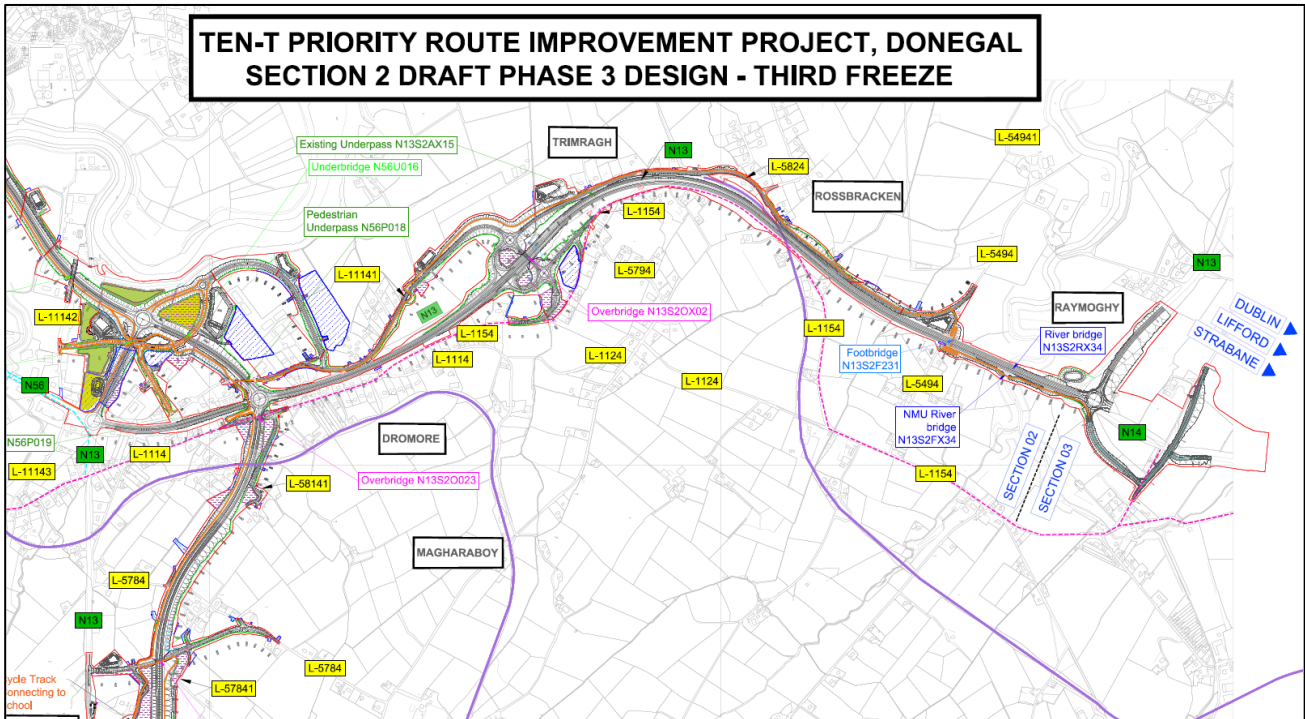 TEN-T PRIORITY ROUTE IMPROVEMENT PROJECT, DONEGAL
SECTION 2 DRAFT PHASE 3 DESIGN - THIRD FREEZE
Existing Underpass N13S2AX15
Underbridge N56U016
Pedestrian
Underpass N56P018
TRIMRAGH
N13
L-5824
L-54941
ROSSBRACKEN
L-1154
L-11141
L-5794
L-5494
N13
RAYMOGHY
N13
L-11142
Overbridge N13S2OX02
L-1154
L-1114
L-1124
L-1124
L-1154
Footbridge
N13S2F231
River bridge
N13S2RX34
DUBLIN
LIFFORD
STRABANE
N56
L-5494
NMU River
bridge
N13S2FX34
N14
N56P019
N13
L-1114
L-11143
DROMORE
L-58141
Overbridge N13S2O023
L-1154
SECTION 02
SECTION 03
MAGHARABOY
L-5784
N13
L-5784
L-57841
ycle Track
onnecting to
chool